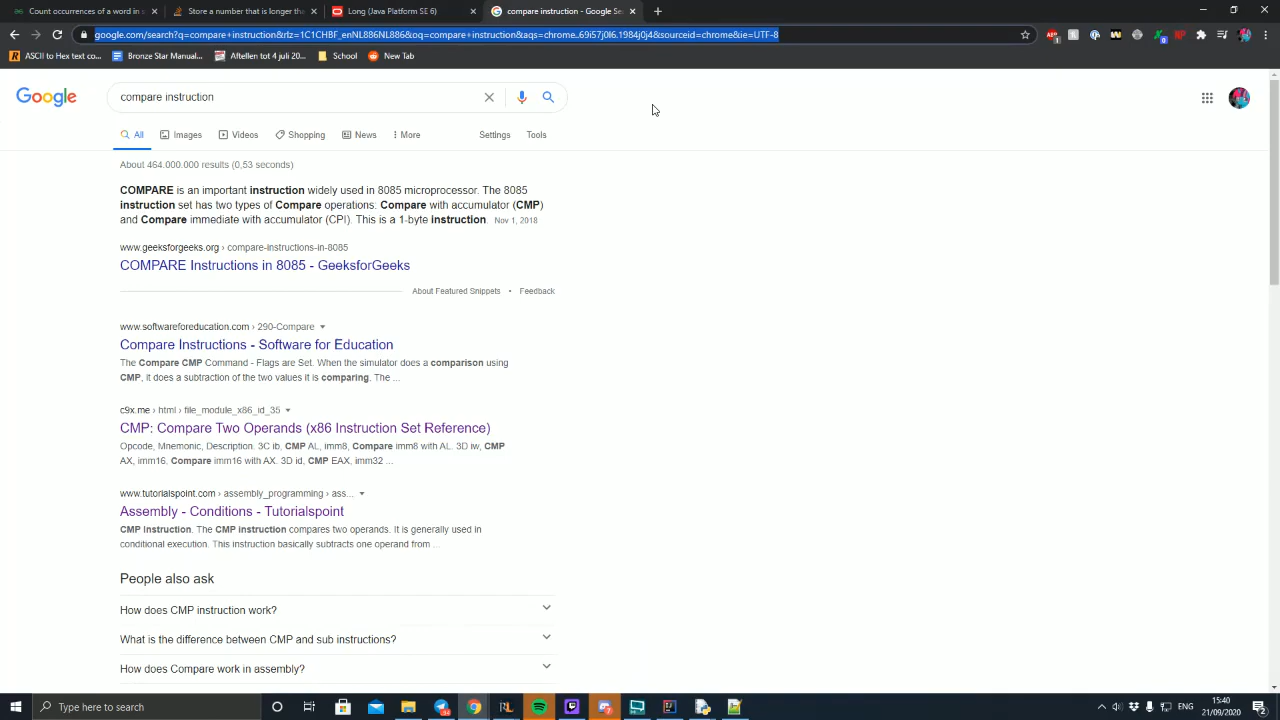 Count occurrences of a word in s
Store a number that is longer the
Long (Java Platform SE 6)
compare instruction - Google Se
google.com/search?q=compare+instruction&rlz=1C1CHBF_enNL886NL886&oq=compare+instruction&aqs=chrome..69i57j0l6.1984j0j4&sourceid=chrome&ie=UTF-8
ASCII to Hex text co...
Bronze Star Manual...
Aftellen tot 4 juli 20...
School
New Tab
Google
compare instruction
All
Images
Videos
Shopping
News
More
Settings
Tools
About 464.000.000 results (0,53 seconds)
COMPARE is an important instruction widely used in 8085 microprocessor. The 8085
instruction set has two types of Compare operations: Compare with accumulator (CMP)
and Compare immediate with accumulator (CPI). This is a 1-byte instruction. Nov 1, 2018
www.geeksforgeeks.org › compare-instructions-in-8085
COMPARE Instructions in 8085 - GeeksforGeeks
About Featured Snippets • Feedback
www.softwareforeducation.com › 290-Compare
Compare Instructions - Software for Education
The Compare CMP Command - Flags are Set. When the simulator does a comparison using
CMP, it does a subtraction of the two values it is comparing. The ...
c9x.me › html › file_module_x86_id_35
CMP: Compare Two Operands (x86 Instruction Set Reference)
Opcode, Mnemonic, Description. 3C ib, CMP AL, imm8, Compare imm8 with AL. 3D iw, CMP
AX, imm16, Compare imm16 with AX. 3D id, CMP EAX, imm32 ...
www.tutorialspoint.com › assembly_programming › ass...
Assembly - Conditions - Tutorialspoint
CMP Instruction. The CMP instruction compares two operands. It is generally used in
conditional execution. This instruction basically subtracts one operand from ...
People also ask
How does CMP instruction work?
What is the difference between CMP and sub instructions?
How does Compare work in assembly?
Type here to search
ENG
15:40
21/09/2020